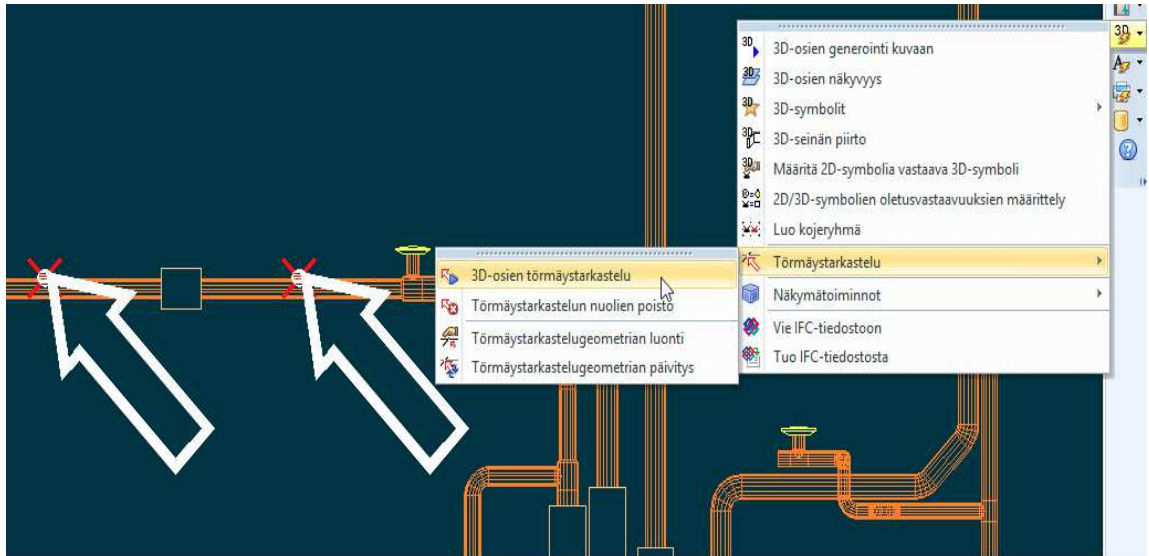 3D-osien generointi kuvaan
3D-osien näkyvyys
3D-symbolit
3D-seinän piirto
Määritä 2D-symbolia vastaava 3D-symboli
2D/3D-symbolien oletusvastaavuuksien määrittely
Luo kojeryhmä
Törmäystarkastelu
Näkymätoiminnot
Vie IFC-tiedostoon
Tuo IFC-tiedostosta
3D-osien törmäystarkastelu
Törmäystarkastelun nuolien poisto
Törmäystarkastelugeometrian luonti
Törmäystarkastelugeometrian päivitys